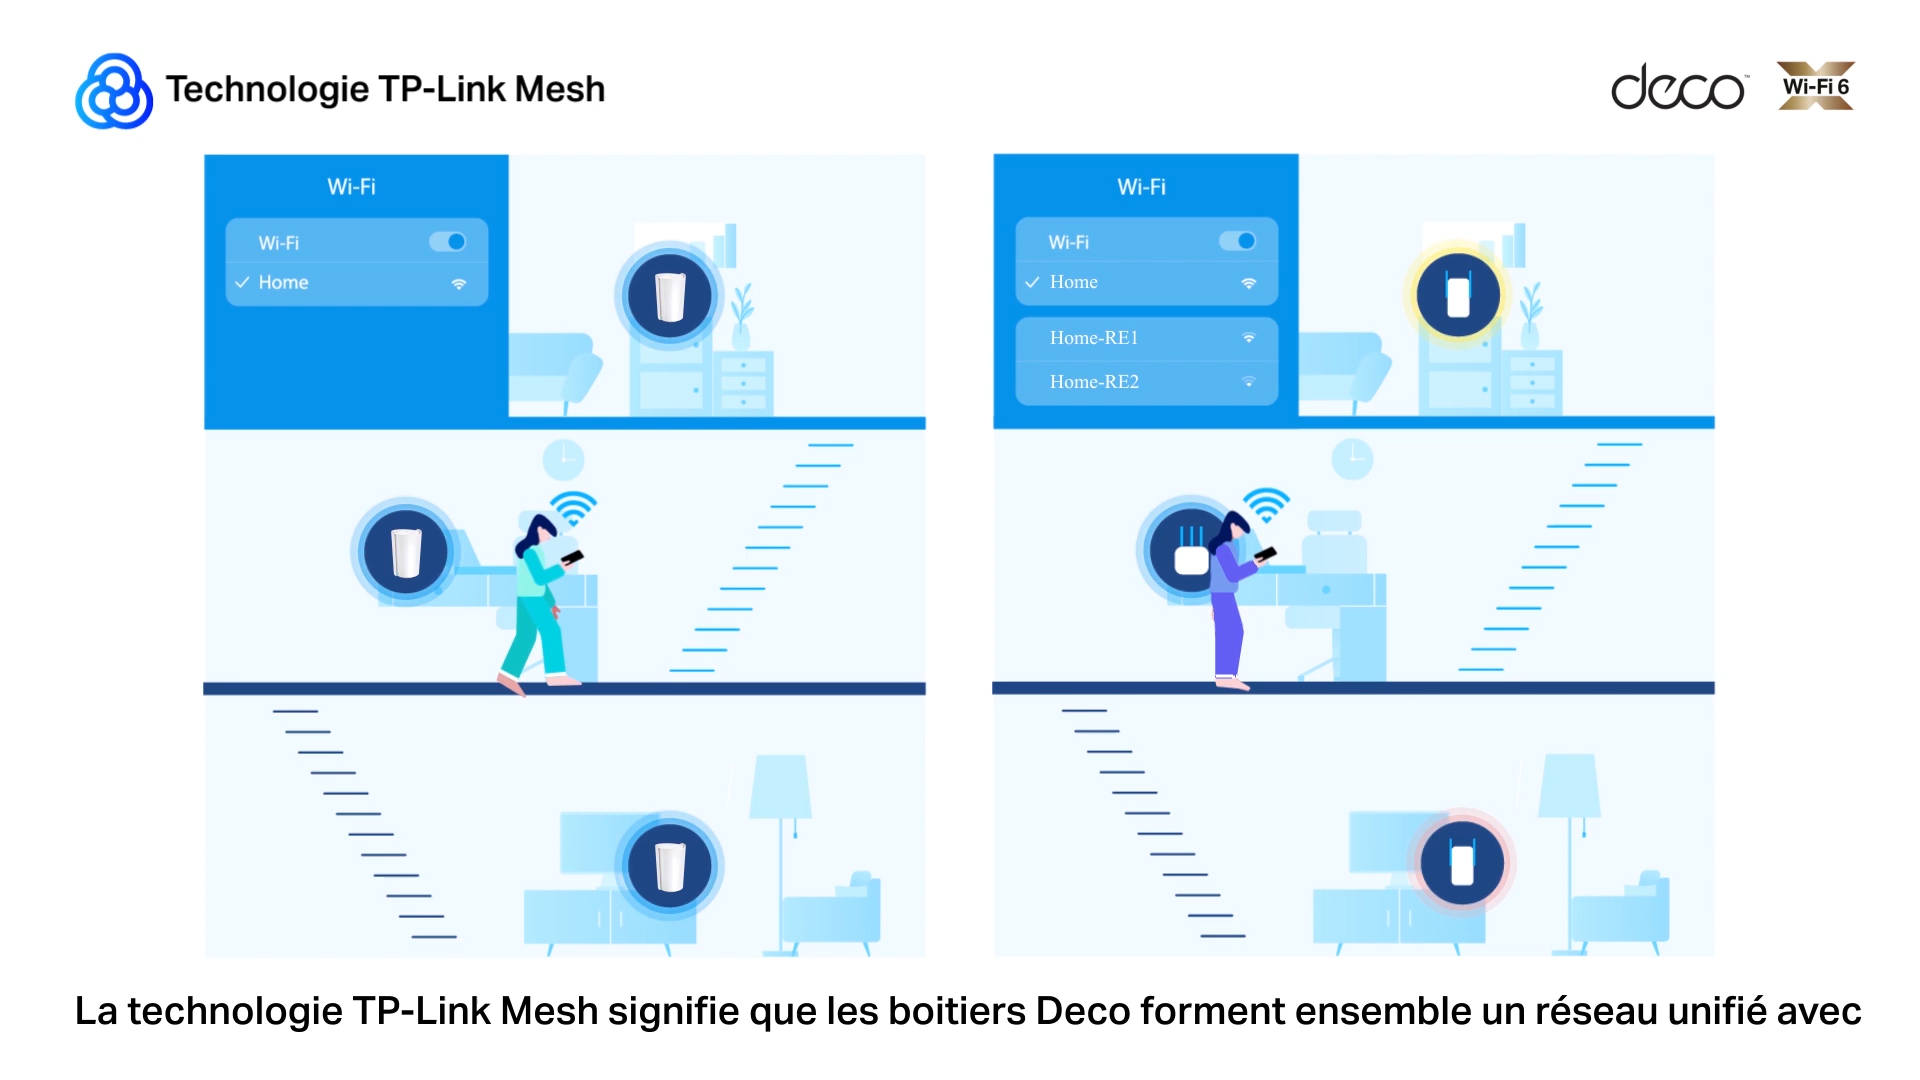 Technologie TP-Link Mesh
deco™
Wi-Fi 6
Wi-Fi
Wi-Fi
Home
Wi-Fi
Wi-Fi
Home
Home-RE1
Home-RE2
La technologie TP-Link Mesh signifie que les boitiers Deco forment ensemble un réseau unifié avec